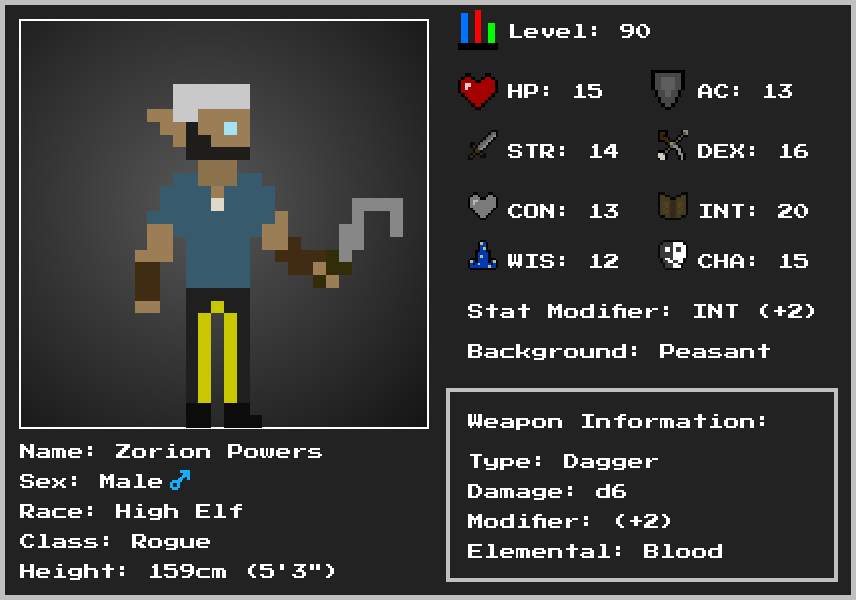 Level: 90
HP: 15 AC: 13
STR: 14 DEX: 16
CON: 13 INT: 20
WIS: 12 CHA: 15
Stat Modifier: INT (+2)
Background: Peasant
Weapon Information:
Type: Dagger
Damage: d6
Modifier: (+2)
Elemental: Blood
Name: Zorion Powers
Sex: Male♂
Race: High Elf
Class: Rogue
Height: 159cm (5'3")